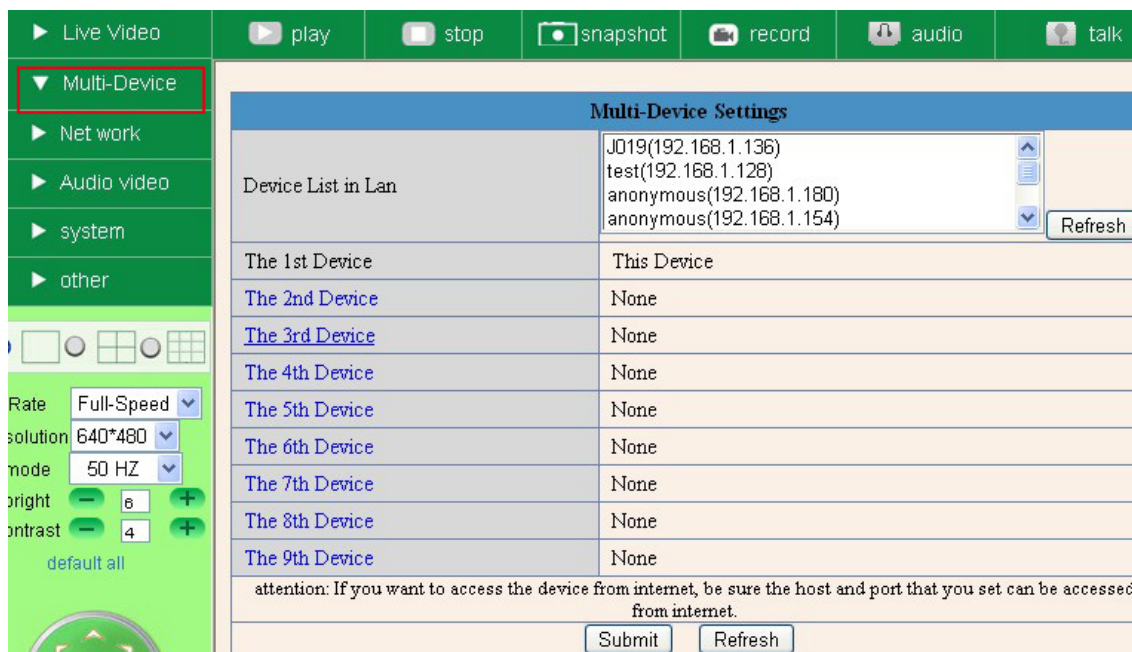 Live Video
play
stop
snapshot
record
audio
talk
Multi-Device
Net work
Audio video
system
other
Rate Full-Speed
solution 640*480
mode 50 HZ
bright 6
ontrast 4
default all
Multi-Device Settings
Device List in Lan
J019(192.168.1.136)
test(192.168.1.128)
anonymous(192.168.1.180)
anonymous(192.168.1.154)
Refresh
The 1st Device This Device
The 2nd Device None
The 3rd Device None
The 4th Device None
The 5th Device None
The 6th Device None
The 7th Device None
The 8th Device None
The 9th Device None
attention: If you want to access the device from internet, be sure the host and port that you set can be accessed
from internet.
Submit Refresh